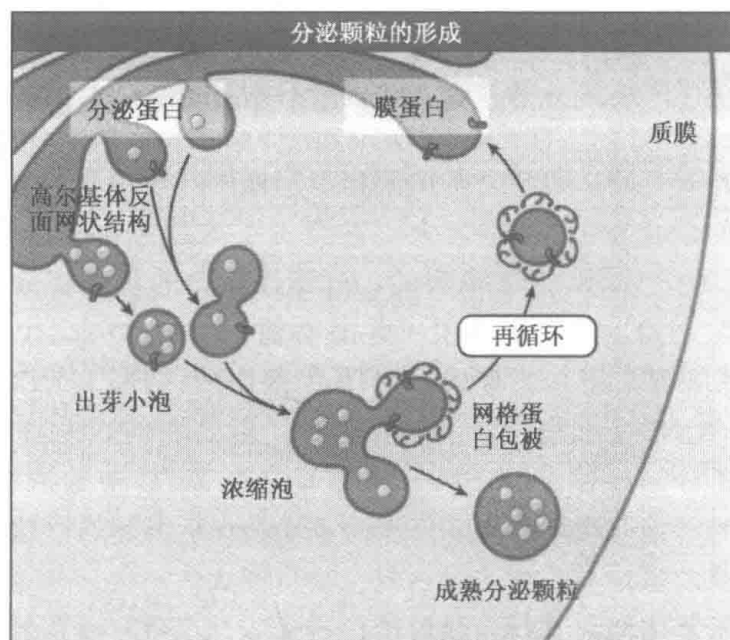 分泌颗粒的形成
分泌蛋白
膜蛋白
质膜
高尔基体反
面网状结构
再循环
出芽小泡
网格蛋
白包被
浓缩泡
成熟分泌颗粒